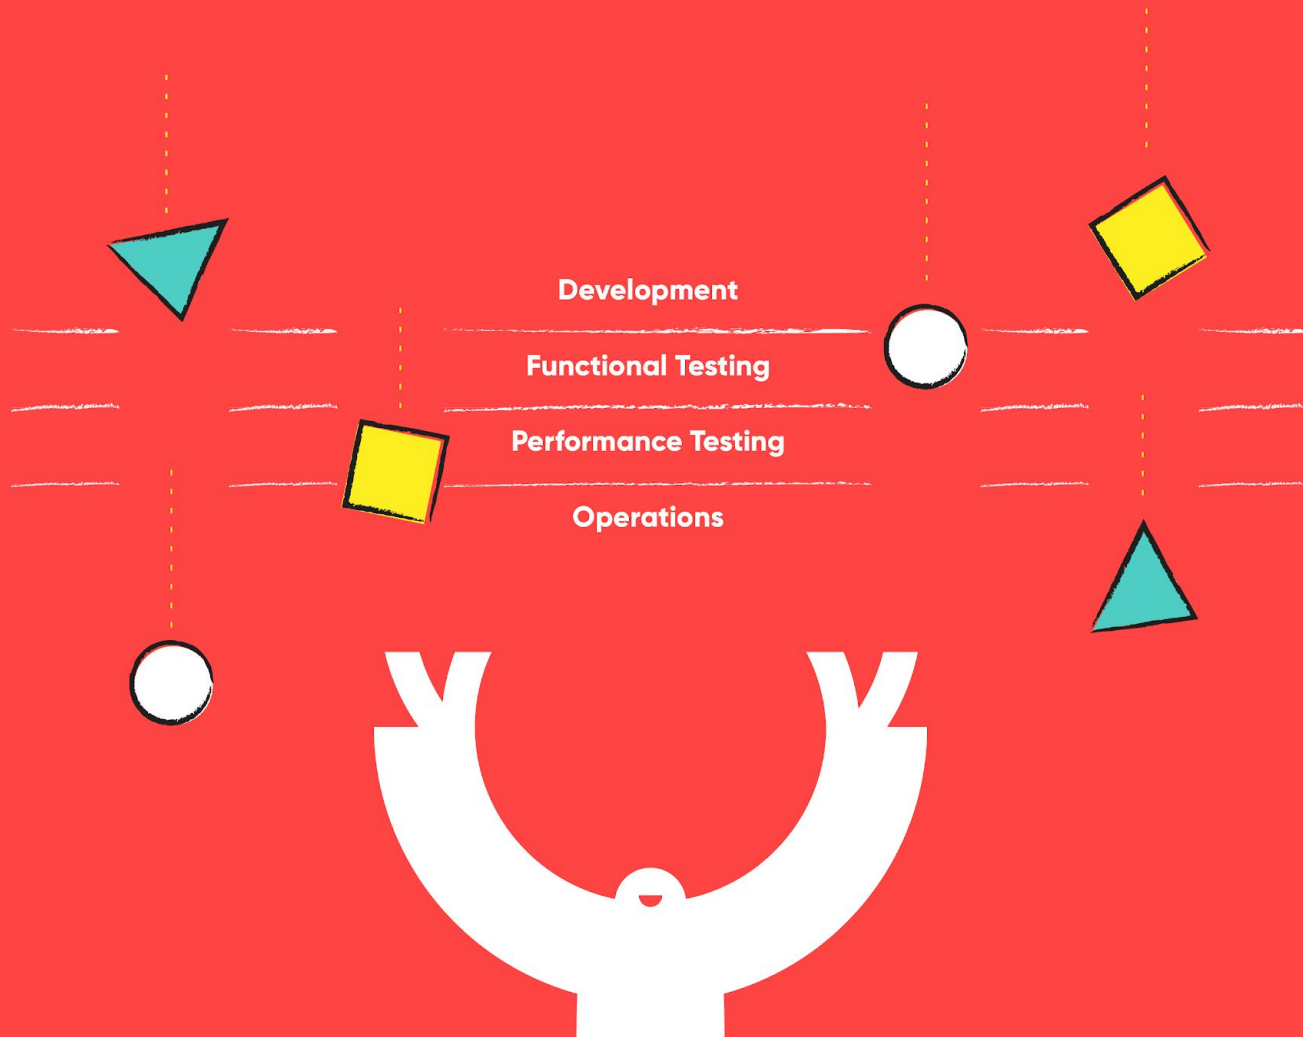 Development
Functional Testing
Performance Testing
Operations